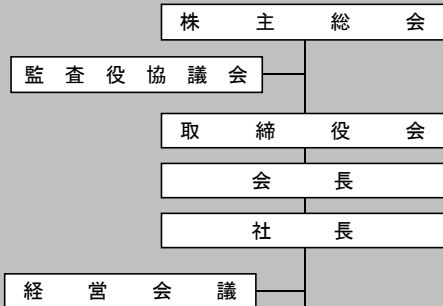 株主総会
監査役協議会
取締役会
会長
社長
経営会議